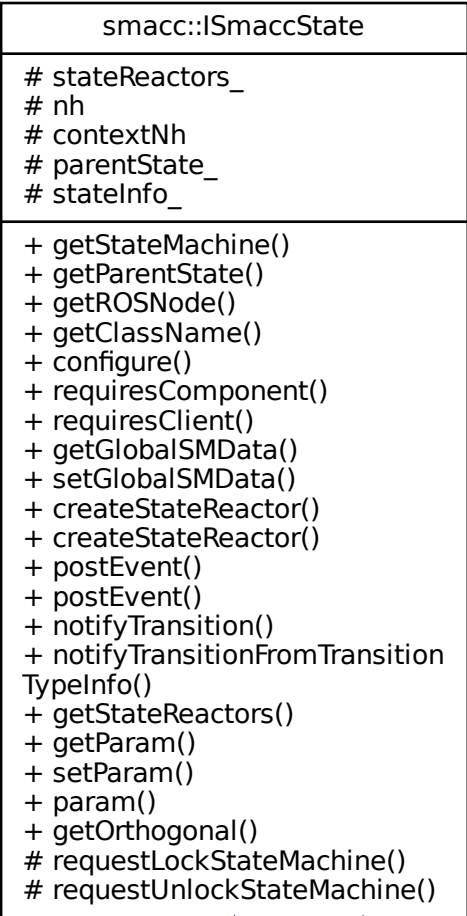 smacc::ISmaccState
# stateReactors_
# nh
# contextNh
# parentState_
# stateInfo_
+ getStateMachine()
+ getParentState()
+ getROSNode()
+ getClassName()
+ configure()
+ requiresComponent()
+ requiresClient()
+ getGlobalSMData()
+ setGlobalSMData()
+ createStateReactor()
+ createStateReactor()
+ postEvent()
+ postEvent()
+ notifyTransition()
+ notifyTransitionFromTransition
TypeInfo()
+ getStateReactors()
+ getParam()
+ setParam()
+ param()
+ getOrthogonal()
# requestLockStateMachine()
# requestUnlockStateMachine()